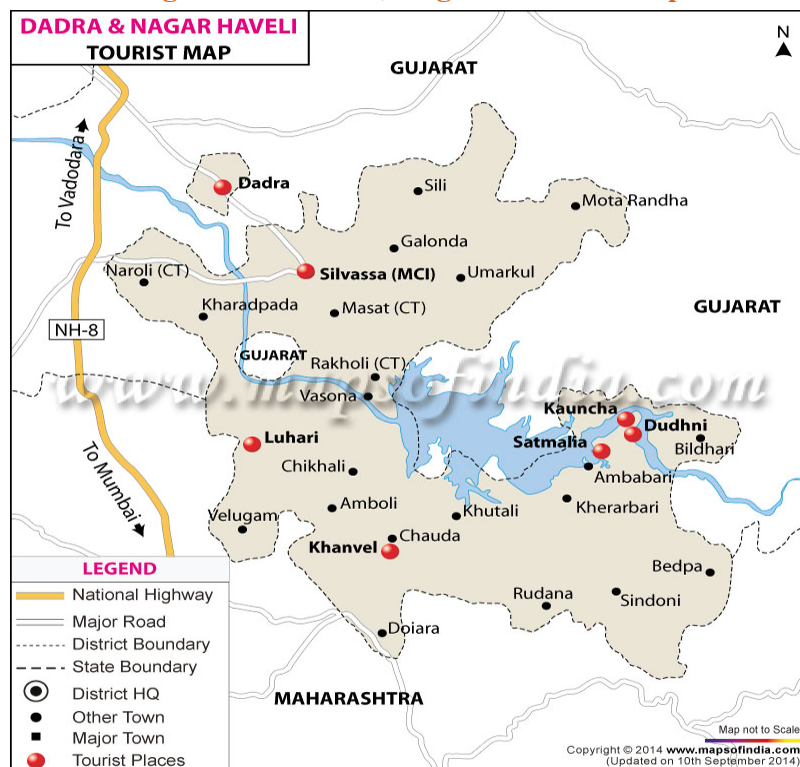 DADRA & NAGAR HAVELI
TOURIST MAP
N
GUJARAT
To Vadodara
Dadra
Sili
Mota Randha
Galonda
Naroli (CT)
Silvassa (MCI)
Umarkul
Kharadpada
Masat (CT)
GUJARAT
NH-8
GUJARAT
Rakholi (CT)
www.mapsofindia.com
Vasona
Kauncha
Dudhni
Luhari
Satmalia
Bildhari
To Mumbai
Chikhali
Ambabari
Amboli
Kherarbari
Velugam
Khutali
Chauda
Khanvel
Bedpa
Rudana
Sindoni
Doiara
LEGEND
National Highway
Major Road
District Boundary
State Boundary
District HQ
Other Town
Major Town
Tourist Places
MAHARASHTRA
Map not to Scale
Copyright © 2014 www.mapsofindia.com
(Updated on 10th September 2014)